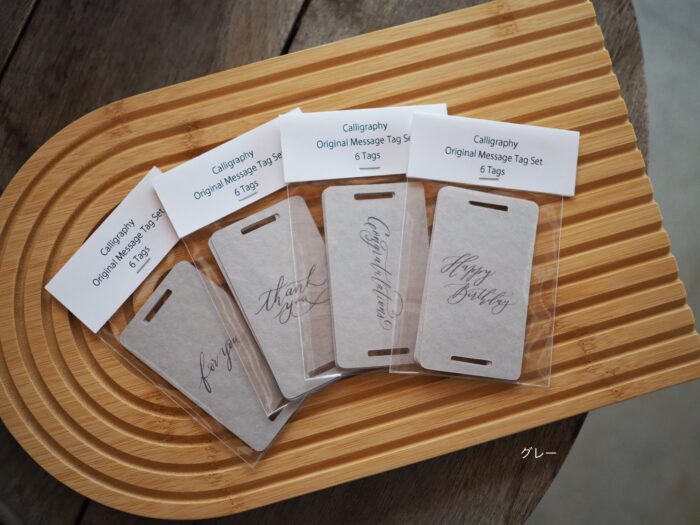 Calligraphy
Original Message Tag Set
6 Tags
for you
Calligraphy
Original Message Tag Set
6 Tags
thank
you
Calligraphy
Original Message Tag Set
6 Tags
Congratulations
Calligraphy
Original Message Tag Set
6 Tags
Happy
Birthday
グレー